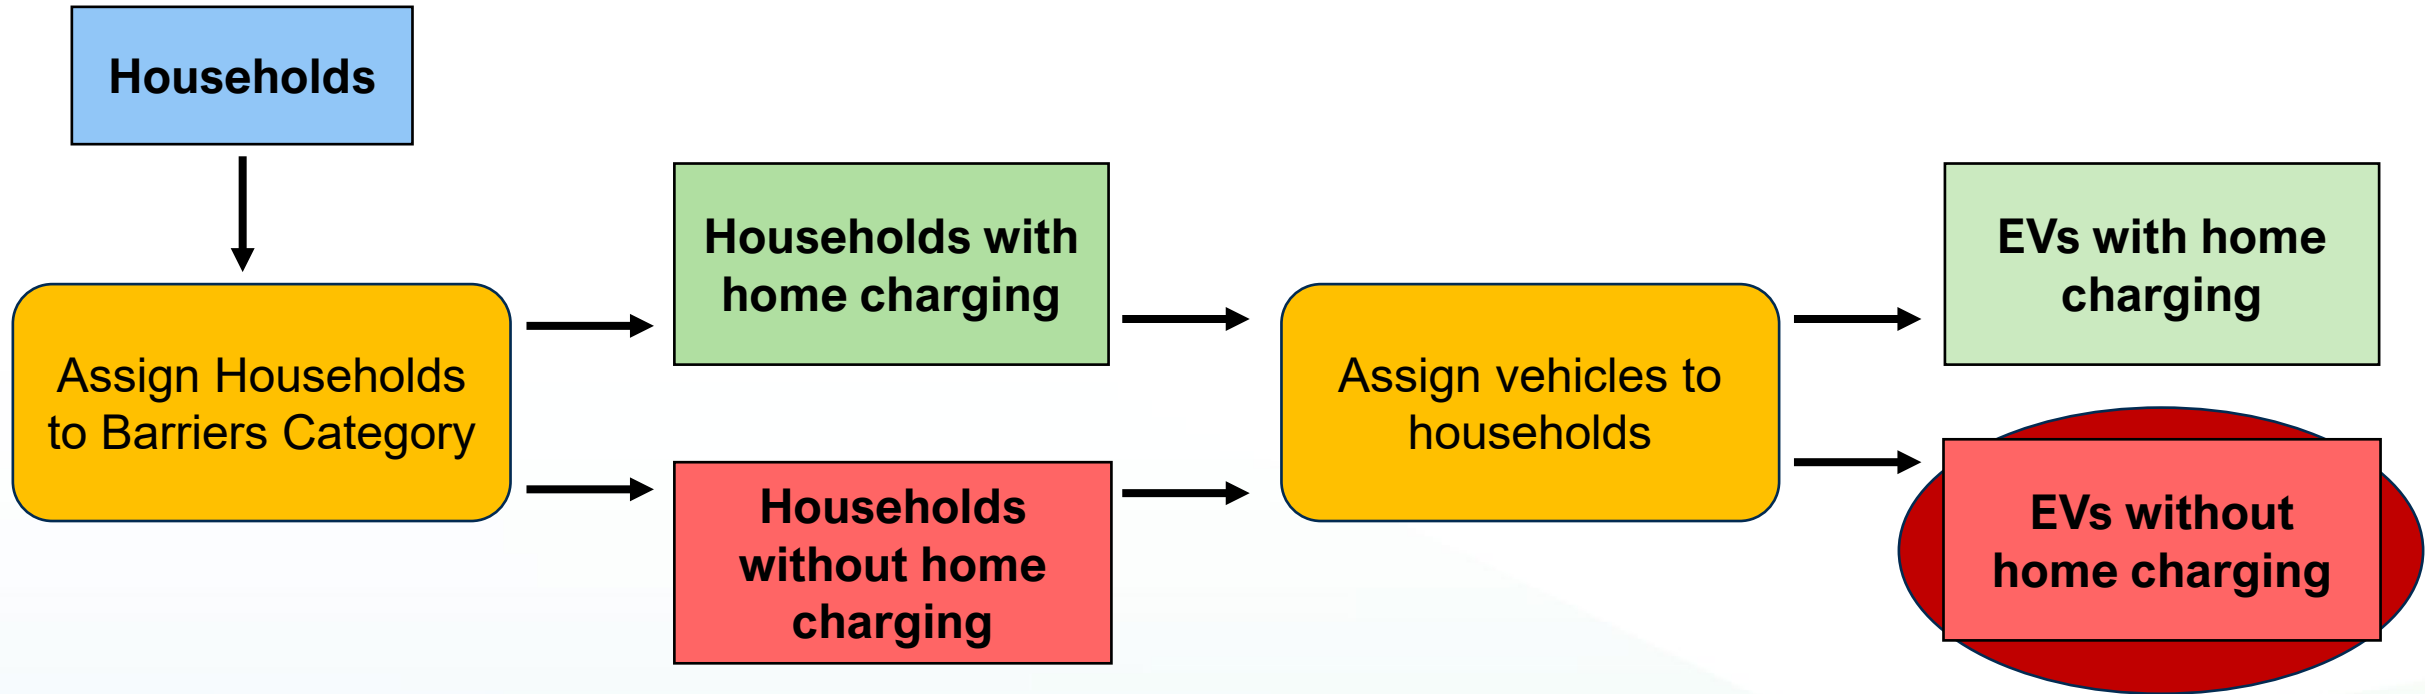 Households
Assign Households
to Barriers Category
Households with
home charging
Households
without home
charging
Assign vehicles to
households
EVs with home
charging
EVs without
home charging